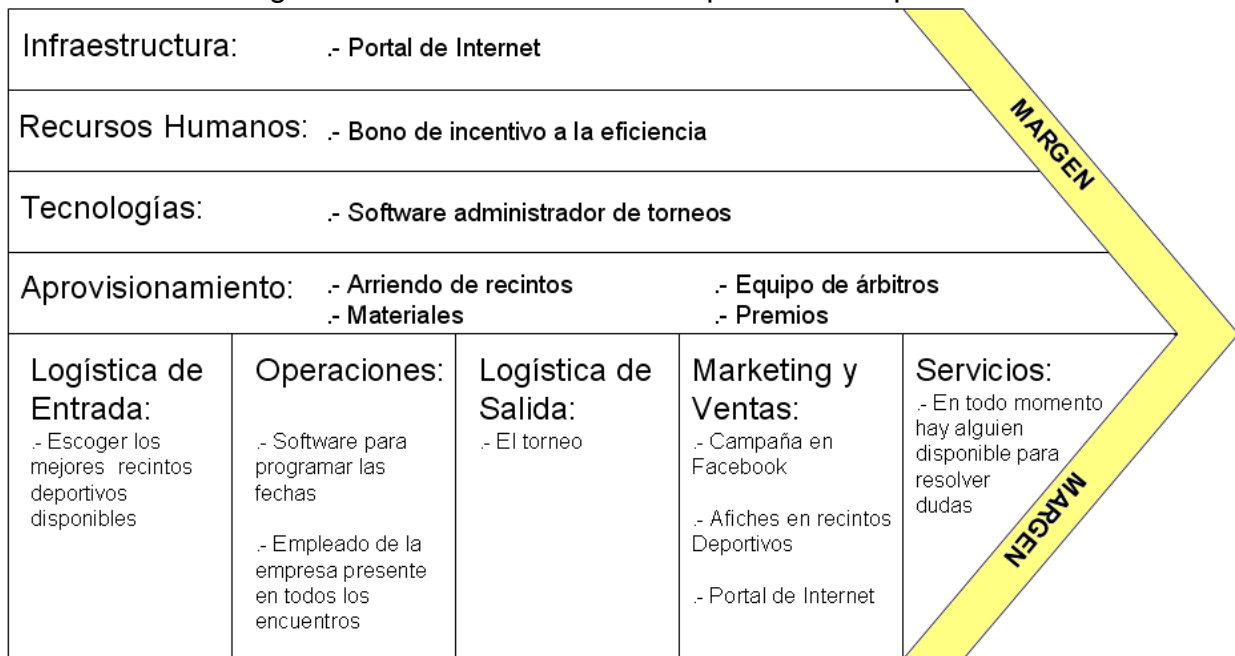 Infraestructura: .- Portal de Internet
Recursos Humanos: .- Bono de incentivo a la eficiencia
Tecnologías: .- Software administrador de torneos
Aprovisionamiento: .- Arriendo de recintos .- Equipo de árbitros
.- Materiales .- Premios
MARGEN
Logística de
Entrada:
.- Escoger los
mejores recintos
deportivos
disponibles
Operaciones:
.- Software para
programar las
fechas
.- Empleado de la
empresa presente
en todos los
encuentros
Logística de
Salida:
.- El torneo
Marketing y
Ventas:
.- Campaña en
Facebook
.- Afiches en recintos
Deportivos
.- Portal de Internet
Servicios:
.- En todo momento
hay alguien
disponible para
resolver
dudas
MARGEN